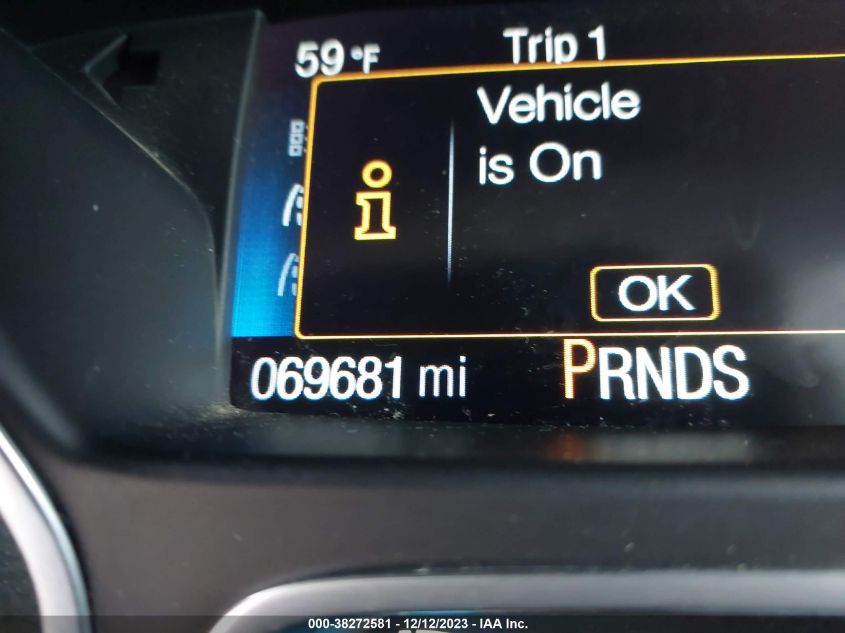 59 °F Trip 1
Vehicle
is On
i
OK
069681 mi PRNDS
000-38272581 - 12/12/2023 - IAA Inc.